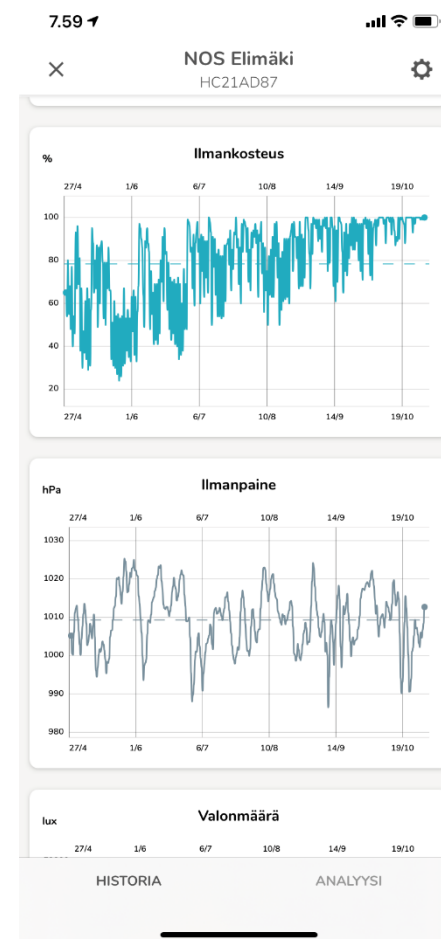 7.59
NOS Elimäki
HC21AD87
Ilmankosteus
%
27/4 1/6 6/7 10/8 14/9 19/10
100
80
60
40
20
27/4 1/6 6/7 10/8 14/9 19/10
Ilmanpaine
hPa
27/4 1/6 6/7 10/8 14/9 19/10
1030
1020
1010
1000
990
980
27/4 1/6 6/7 10/8 14/9 19/10
Valonmäärä
lux
27/4 1/6 6/7 10/8 14/9 19/10
HISTORIA ANALYYSI